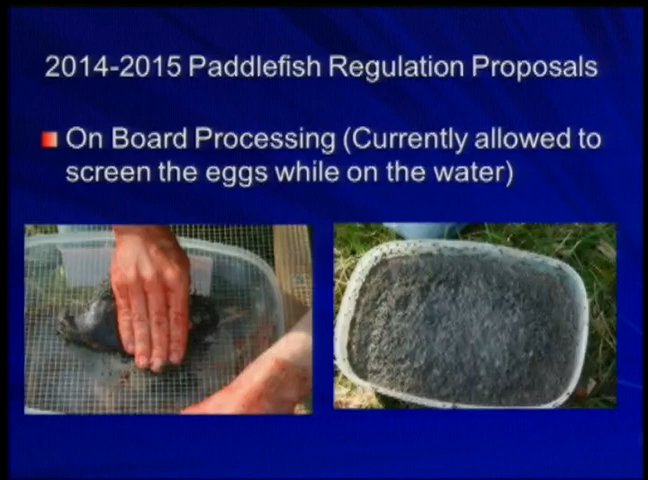 2014-2015 Paddlefish Regulation Proposals
On Board Processing (Currently allowed to
screen the eggs while on the water)